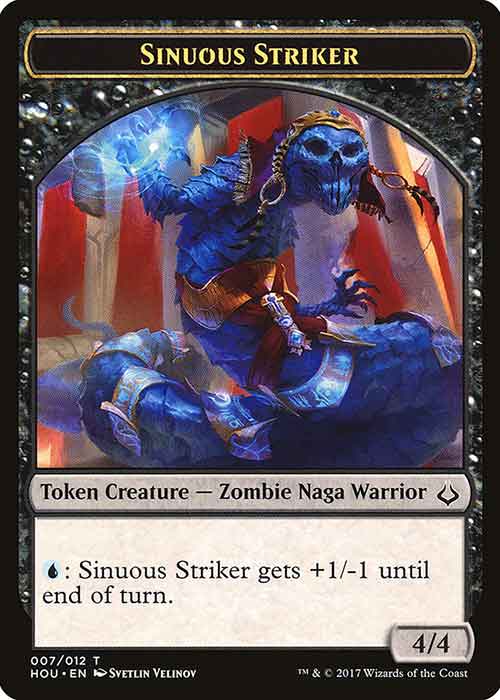 SINUOUS STRIKER
Token Creature — Zombie Naga Warrior
: Sinuous Striker gets +1/-1 until
end of turn.
4/4
007/012 T
HOU • EN SVETLIN VELINOV
™ & © 2017 Wizards of the Coast